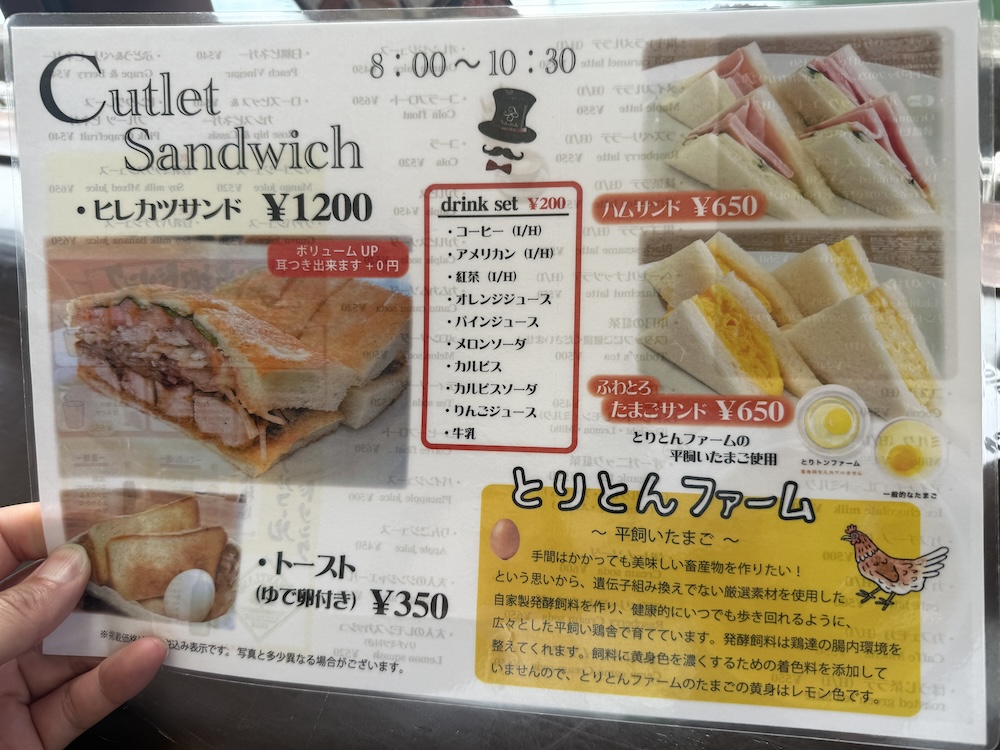 Cutlet
Sandwich
8:00～10:30
・ヒレカツサンド ¥1200
ボリュームUP
耳つき出来ます+0円
drink set ¥200
・コーヒー (I/H)
・アメリカン (I/H)
・紅茶 (I/H)
・オレンジジュース
・パインジュース
・メロンソーダ
・カルピス
・カルピスソーダ
・りんごジュース
・牛乳
ハムサンド ¥650
ふわとろ
たまごサンド ¥650
とりとんファームの
平飼いたまご使用
とりトンファーム
一般的なたまご
・トースト
(ゆで卵付き) ¥350
込み表示です。 写真と多少異なる場合がございます。
とりとんファーム
～ 平飼いたまご ～
手間はかかっても美味しい畜産物を作りたい！
という思いから、遺伝子組み換えでない厳選素材を使用した
自家製発酵飼料を作り、健康的にいつでも歩き回れるように、
広々とした平飼い鶏舎で育てています。発酵飼料は鶏達の腸内環境を
整えてくれます。飼料に黄身色を濃くするための着色料を添加して
いませんので、とりとんファームのたまごの黄身はレモン色です。